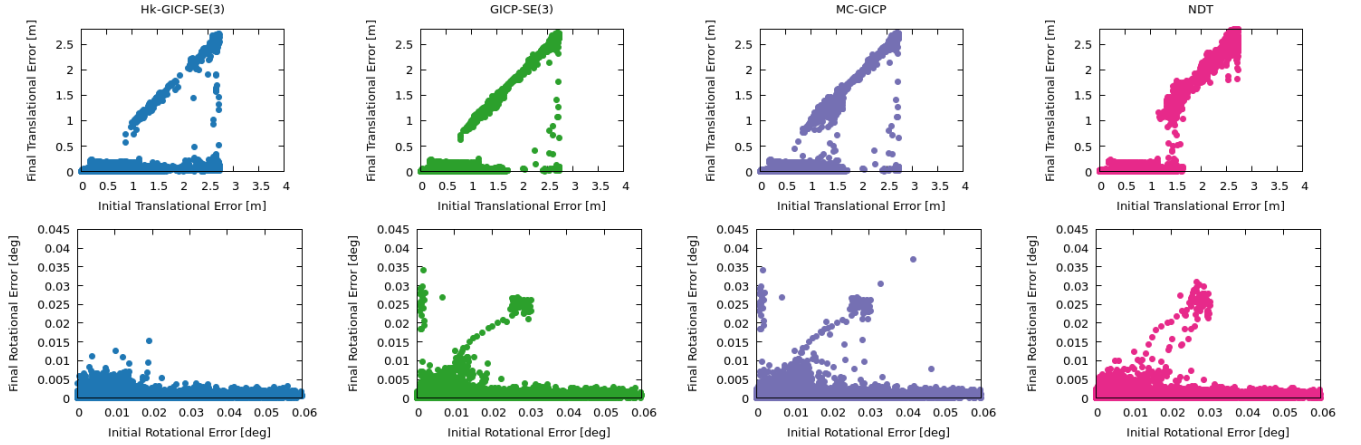 Hk-GICP-SE(3)
GICP-SE(3)
MC-GICP
NDT
Final Translational Error [m]
2.5
2
1.5
1
0.5
0
0 0.5 1 1.5 2 2.5 3 3.5 4
Initial Translational Error [m]
Final Translational Error [m]
2.5
2
1.5
1
0.5
0
0 0.5 1 1.5 2 2.5 3 3.5 4
Initial Translational Error [m]
Final Translational Error [m]
2.5
2
1.5
1
0.5
0
0 0.5 1 1.5 2 2.5 3 3.5 4
Initial Translational Error [m]
Final Translational Error [m]
2.5
2
1.5
1
0.5
0
0 0.5 1 1.5 2 2.5 3 3.5 4
Initial Translational Error [m]
Final Rotational Error [deg]
0.045
0.04
0.035
0.03
0.025
0.02
0.015
0.01
0.005
0
0 0.01 0.02 0.03 0.04 0.05 0.06
Initial Rotational Error [deg]
Final Rotational Error [deg]
0.045
0.04
0.035
0.03
0.025
0.02
0.015
0.01
0.005
0
0 0.01 0.02 0.03 0.04 0.05 0.06
Initial Rotational Error [deg]
Final Rotational Error [deg]
0.045
0.04
0.035
0.03
0.025
0.02
0.015
0.01
0.005
0
0 0.01 0.02 0.03 0.04 0.05 0.06
Initial Rotational Error [deg]
Final Rotational Error [deg]
0.045
0.04
0.035
0.03
0.025
0.02
0.015
0.01
0.005
0
0 0.01 0.02 0.03 0.04 0.05 0.06
Initial Rotational Error [deg]